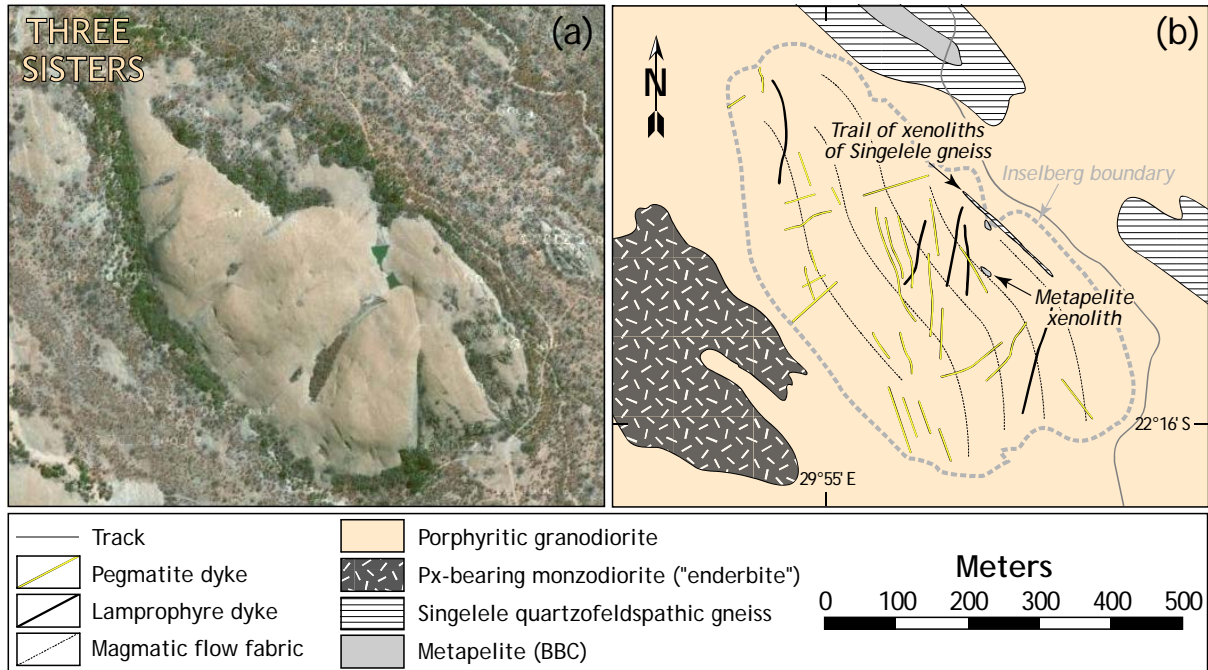 THREE
SISTERS
(a)
(b)
N
Trail of xenoliths
of Singelele gneiss
Inselberg boundary
Metapelite
xenolith
22°16' S
29°55' E
Track
Pegmatite dyke
Lamprophyre dyke
Magmatic flow fabric
Porphyritic granodiorite
Px-bearing monzodiorite ("enderbite")
Singelele quartzofeldspathic gneiss
Metapelite (BBC)
Meters
0 100 200 300 400 500